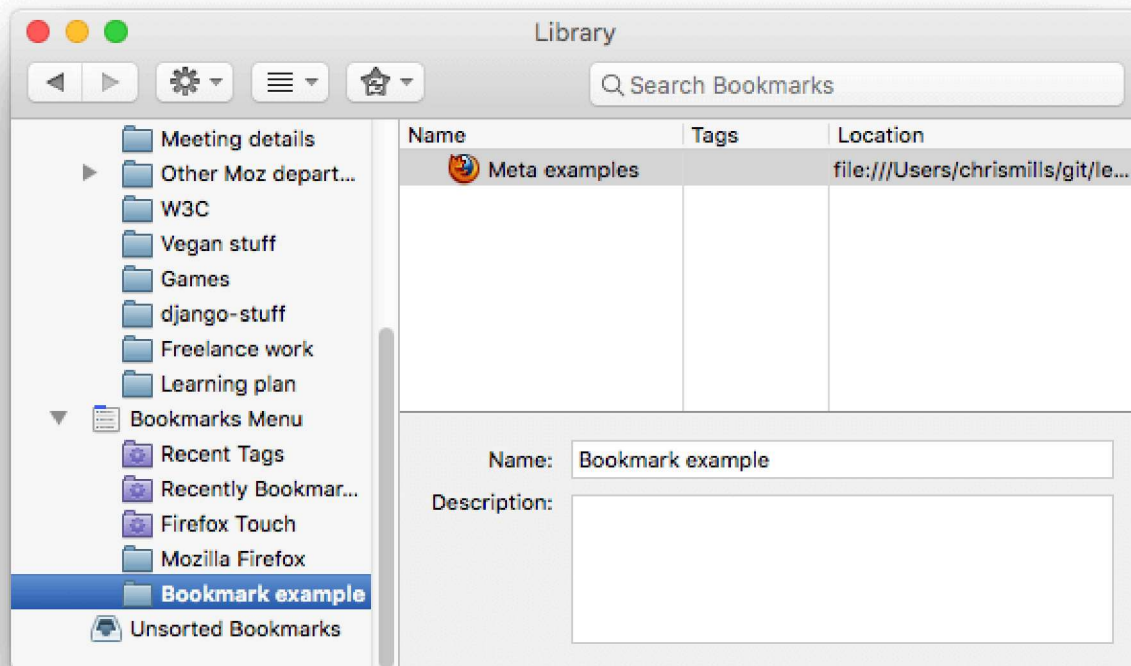 Library
Search Bookmarks
Meeting details
Other Moz depart...
W3C
Vegan stuff
Games
django-stuff
Freelance work
Learning plan
Bookmarks Menu
Recent Tags
Recently Bookmar...
Firefox Touch
Mozilla Firefox
Bookmark example
Unsorted Bookmarks
Name Tags Location
Meta examples file:///Users/chrismills/git/le...
Name: Bookmark example
Description: